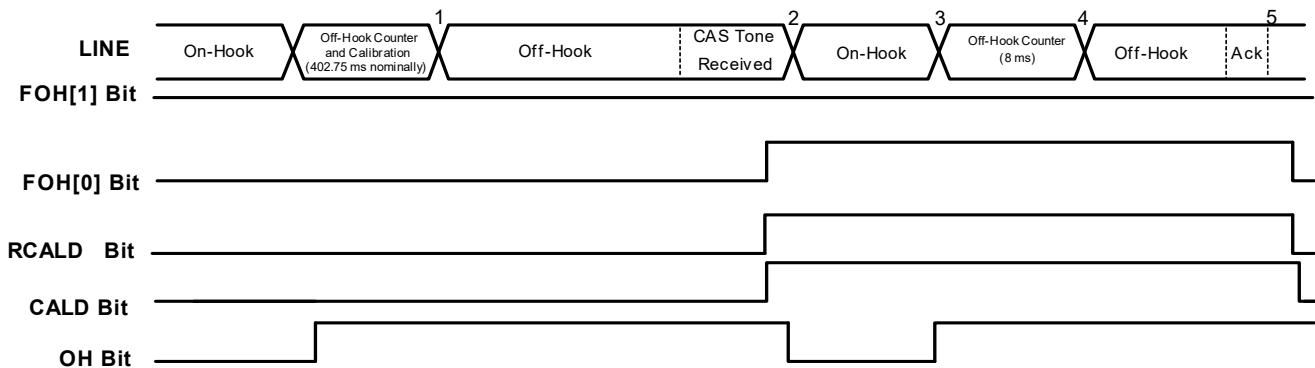 1 2 3 4 5
LINE
On-Hook
Off-Hook Counter
and Calibration
(402.75 ms nominally)
Off-Hook
CAS Tone
Received
On-Hook
Off-Hook Counter
(8 ms)
Off-Hook
Ack
FOH[1] Bit
FOH[0] Bit
RCALD Bit
CALD Bit
OH Bit